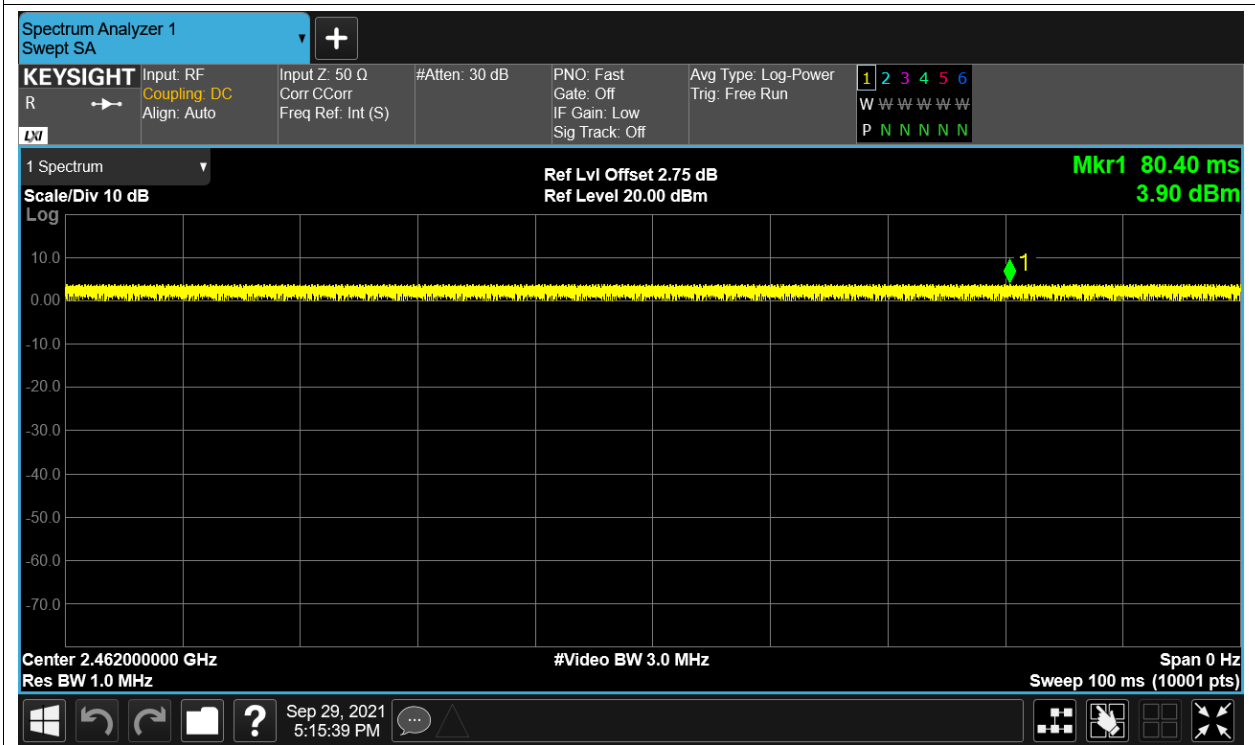 Spectrum Analyzer 1
Swept SA
KEYSIGHT
R
LXI
Input: RF
Coupling: DC
Align: Auto
Input Z: 50 Ω
Corr CCorr
Freq Ref: Int (S)
#Atten: 30 dB
PNO: Fast
Gate: Off
IF Gain: Low
Sig Track: Off
Avg Type: Log-Power
Trig: Free Run
1 2 3 4 5 6
W W W W W W
P N N N N N
1 Spectrum
Scale/Div 10 dB
Ref Lvl Offset 2.75 dB
Ref Level 20.00 dBm
Mkr1 80.40 ms
3.90 dBm
Log
10.0
0.00
-10.0
-20.0
-30.0
-40.0
-50.0
-60.0
-70.0
1
Center 2.462000000 GHz
Res BW 1.0 MHz
#Video BW 3.0 MHz
Span 0 Hz
Sweep 100 ms (10001 pts)
?
Sep 29, 2021
5:15:39 PM